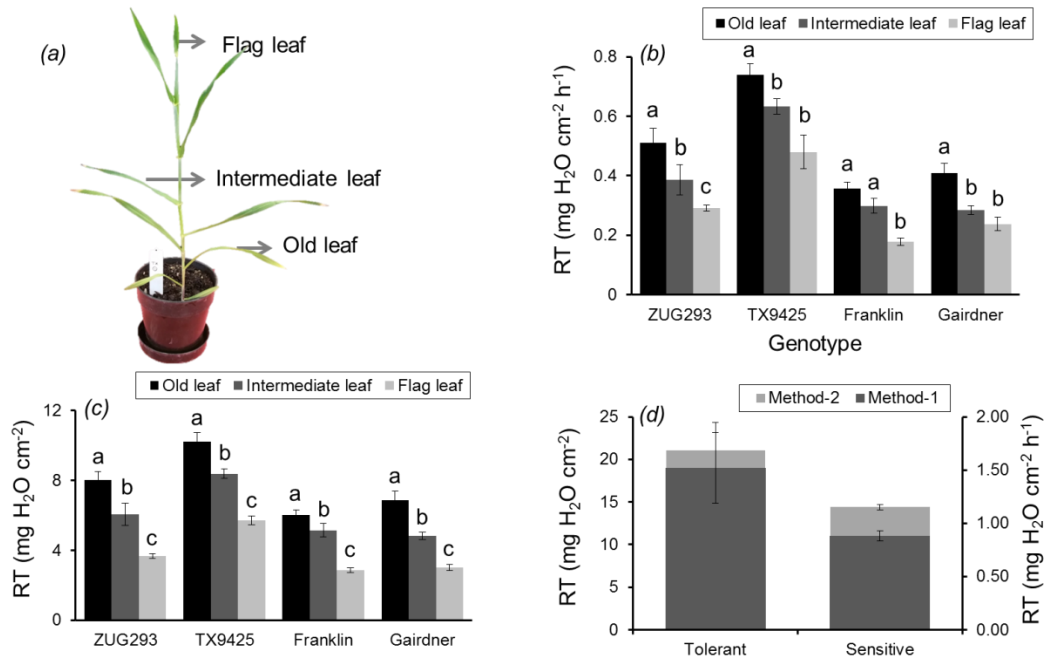 (a)
Flag leaf
Intermediate leaf
Old leaf
(b)
Old leaf Intermediate leaf Flag leaf
RT (mg H₂O cm⁻² h⁻¹)
0.8
0.6
0.4
0.2
0
a b c a b b a a b a b b
ZUG293 TX9425 Franklin Gairdner
Genotype
(c)
Old leaf Intermediate leaf Flag leaf
RT (mg H₂O cm⁻²)
12
8
4
0
a b c a b c a b c a b c
ZUG293 TX9425 Franklin Gairdner
(d)
Method-2 Method-1
RT (mg H₂O cm⁻²)
25
20
15
10
5
0
2.00
1.50
1.00
0.50
0.00
RT (mg H₂O cm⁻² h⁻¹)
Tolerant Sensitive